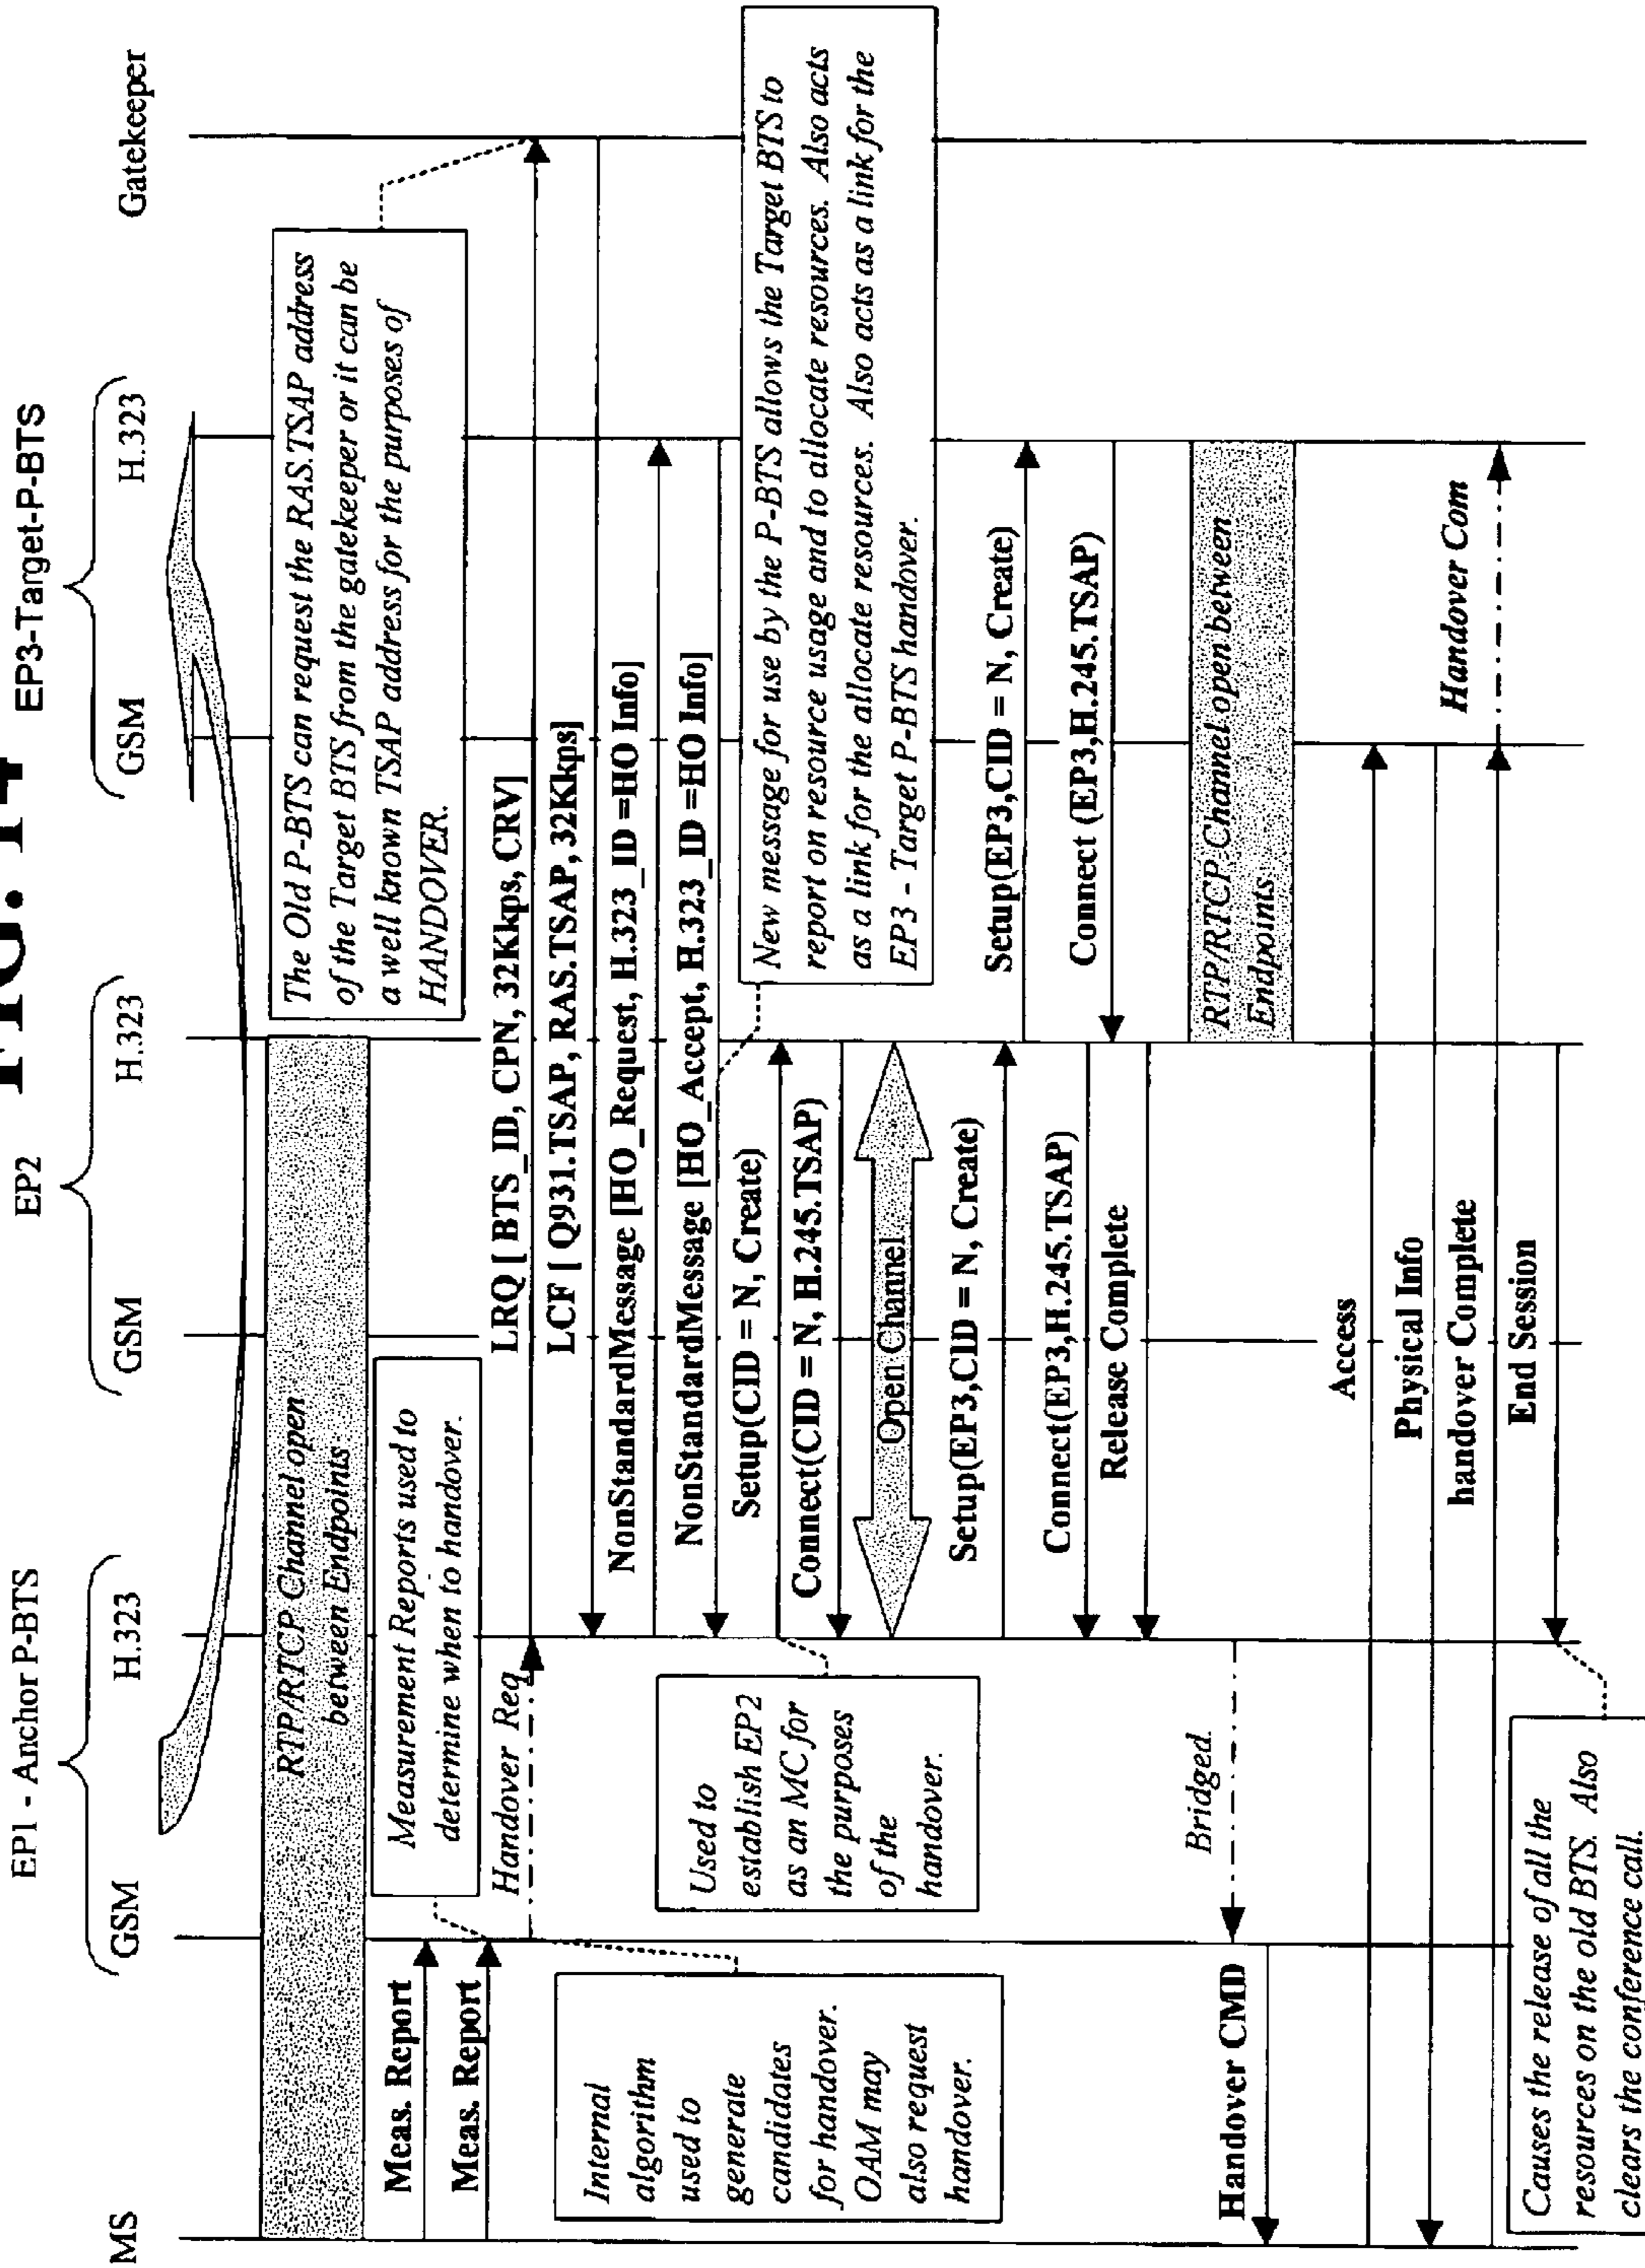 FIG. 14
EP1 - Anchor P-BTS
EP2
EP3-Target-P-BTS
MS
GSM
H.323
GSM
H.323
GSM
H.323
Gatekeeper
RTP/RTCP Channel open
between Endpoints
The Old P-BTS can request the RAS.TSAP address
of the Target BTS from the gatekeeper or it can be
a well known TSAP address for the purposes of
HANDOVER.
Meas. Report
Meas. Report
Measurement Reports used to
determine when to handover.
Handover Req
LRQ [ BTS_ID, CPN, 32Kkps, CRV]
LCF [ Q931.TSAP, RAS.TSAP, 32Kkps]
NonStandardMessage [HO_Request, H.323_ID =HO Info]
NonStandardMessage [HO_Accept, H.323_ID =HO Info]
Internal
algorithm
used to
generate
candidates
for handover.
OAM may
also request
handover.
Used to
establish EP2
as an MC for
the purposes
of the
handover.
Setup(CID = N, Create)
Connect(CID = N, H.245.TSAP)
New message for use by the P-BTS allows the Target BTS to
report on resource usage and to allocate resources. Also acts
as a link for the allocate resources. Also acts as a link for the
EP3 - Target P-BTS handover.
Open Channel
Setup(EP3,CID = N, Create)
Setup(EP3,CID = N, Create)
Connect(EP3,H.245.TSAP)
Connect (EP3,H.245.TSAP)
Release Complete
RTP/RTCP Channel open between
Endpoints
Bridged
Handover CMD
Access
Physical Info
handover Complete
Handover Com
End Session
Causes the release of all the
resources on the old BTS. Also
clears the conference call.